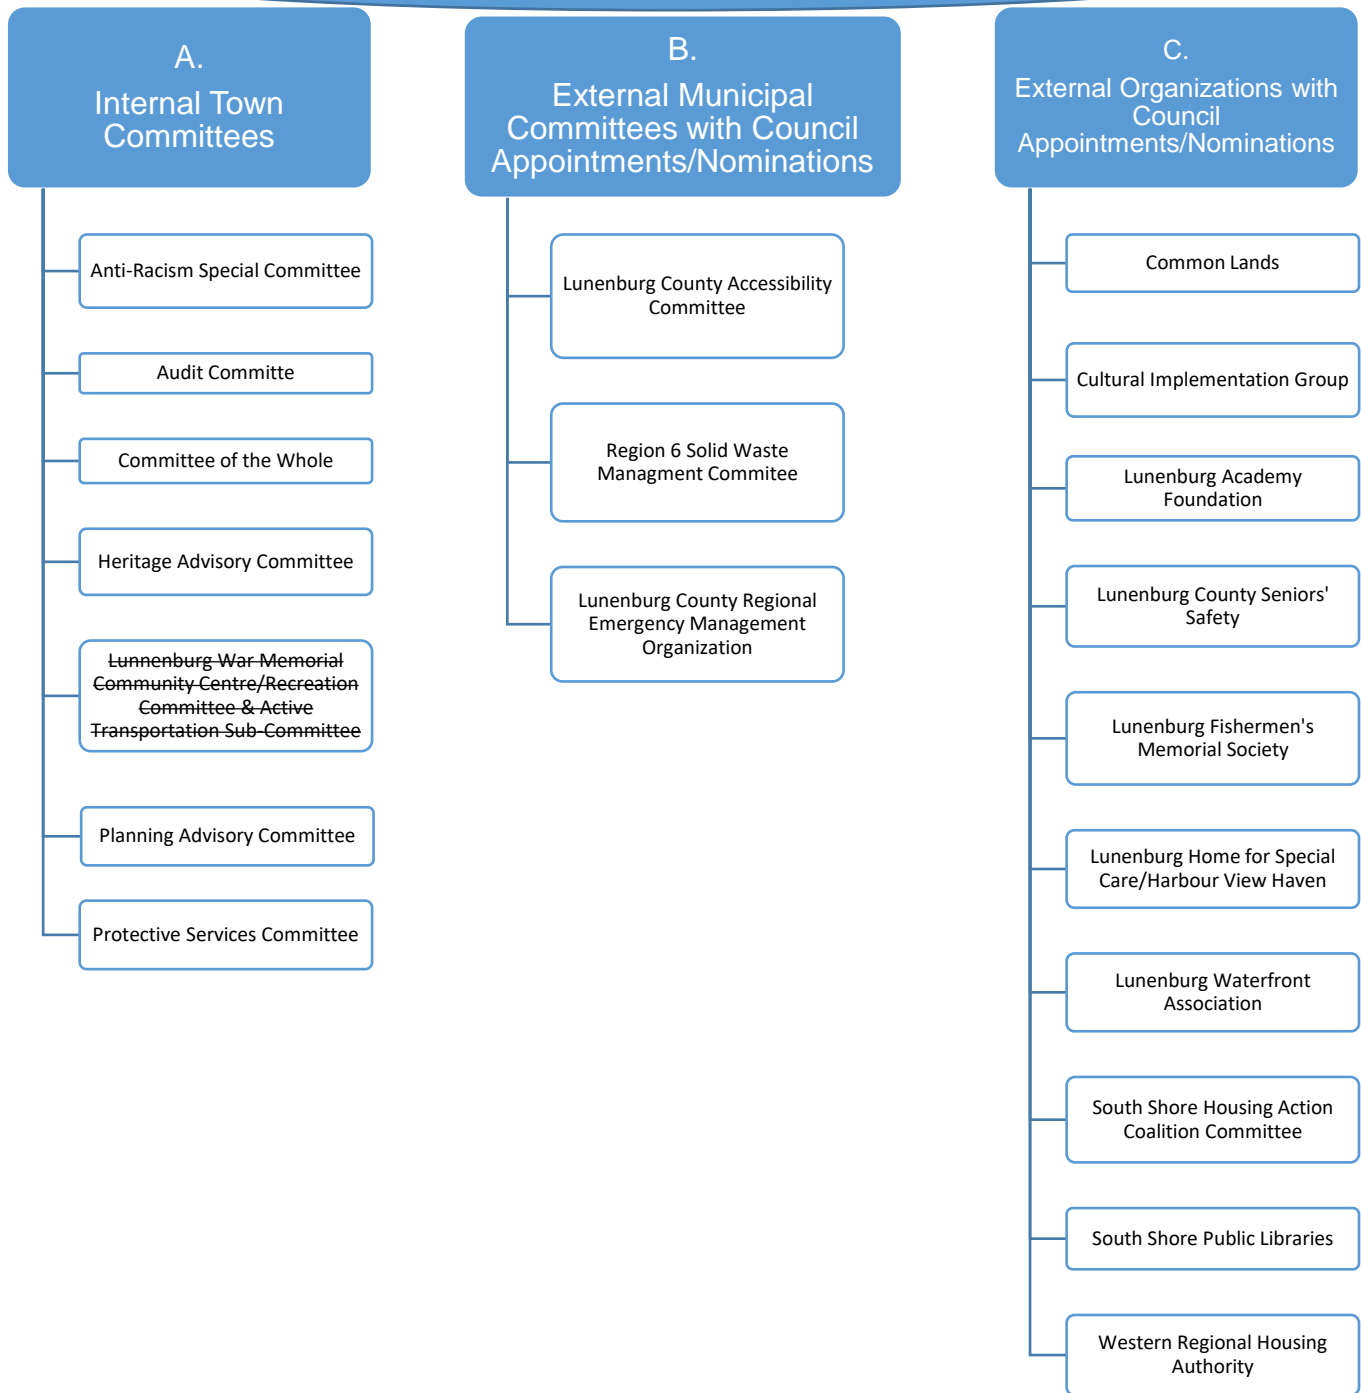 A.
Internal Town
Committees
Anti-Racism Special Committee
Audit Committe
Committee of the Whole
Heritage Advisory Committee
Lunnenburg War Memorial
Community Centre/Recreation
Committee & Active
Transportation Sub-Committee
Planning Advisory Committee
Protective Services Committee
B.
External Municipal
Committees with Council
Appointments/Nominations
Lunenburg County Accessibility
Committee
Region 6 Solid Waste
Managment Commitee
Lunenburg County Regional
Emergency Management
Organization
C.
External Organizations with
Council
Appointments/Nominations
Common Lands
Cultural Implementation Group
Lunenburg Academy
Foundation
Lunenburg County Seniors'
Safety
Lunenburg Fishermen's
Memorial Society
Lunenburg Home for Special
Care/Harbour View Haven
Lunenburg Waterfront
Association
South Shore Housing Action
Coalition Committee
South Shore Public Libraries
Western Regional Housing
Authority